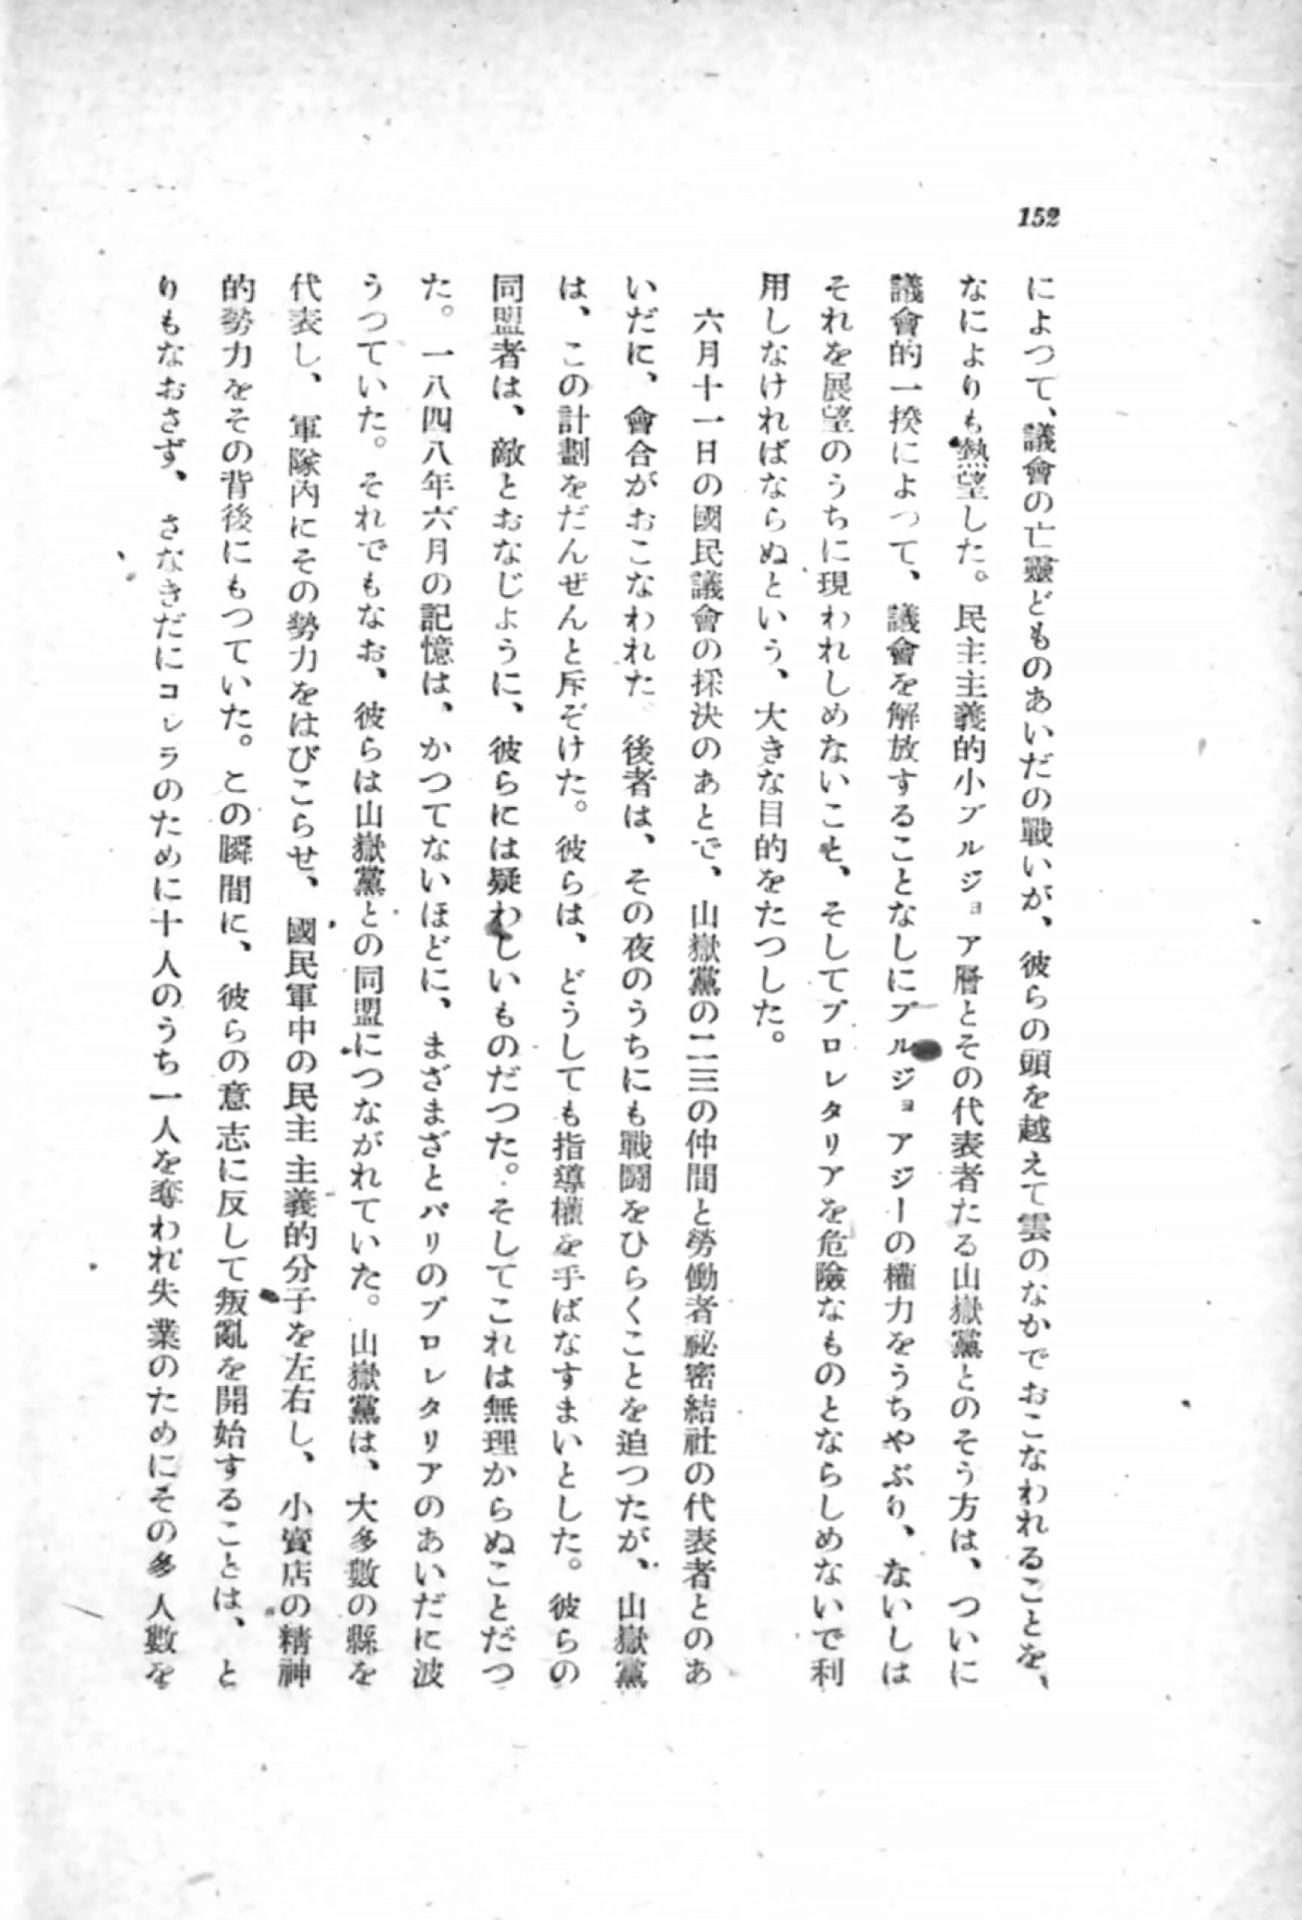 152
によつて、議會の亡靈どものあいだの戰いが、彼らの頭を越えて雲のなかでおこなわれることを、
なによりも熱望した。民主主義的小ブルジョア層とその代表者たる山嶽黨とのそう方は、ついに
議會的一揆によつて、議會を解放することなしにブルジョアジーの權力をうちやぶり、ないしは
それを展望のうちに現われしめないこと、そしてプロレタリアを危險なものとならしめないで利
用しなければならぬという、大きな目的をたつした。
六月十一日の國民議會の採決のあとで、山嶽黨の二三の仲間と勞働者祕密結社の代表者とのあ
いだに、會合がおこなわれた。後者は、その夜のうちにも戰鬪をひらくことを迫つたが、山嶽黨
は、この計劃をだんぜんと斥ぞけた。彼らは、どうしても指導權を手ばなすまいとした。彼らの
同盟者は、敵とおなじように、彼らには疑わしいものだつた。そしてこれは無理からぬことだつ
た。一八四八年六月の記憶は、かつてないほどに、まざまざとパリのプロレタリアのあいだに波
うつていた。それでもなお、彼らは山嶽黨との同盟につながれていた。山嶽黨は、大多數の縣を
代表し、軍隊内にその勢力をはびこらせ、國民軍中の民主主義的分子を左右し、小賣店の精神
的勢力をその背後にもつていた。この瞬間に、彼らの意志に反して叛亂を開始することは、と
りもなおさず、さなきだにコレラのために十人のうち一人を奪われ失業のためにその多人數を